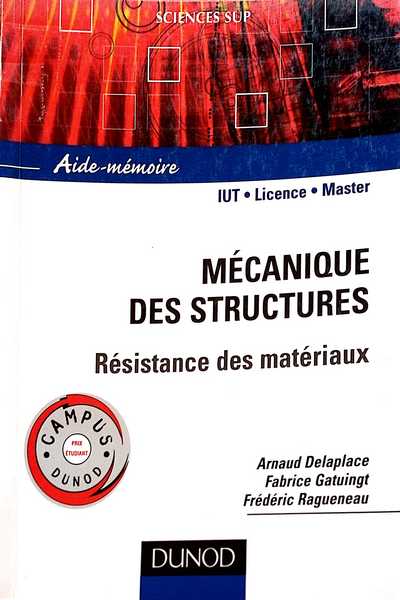 SCIENCES SUP
Aide-mémoire
IUT • Licence • Master
MÉCANIQUE
DES STRUCTURES
Résistance des matériaux
CAMPUS
PRIX
ÉTUDIANT
DUNOD
Arnaud Delaplace
Fabrice Gatuingt
Frédéric Ragueneau
DUNOD